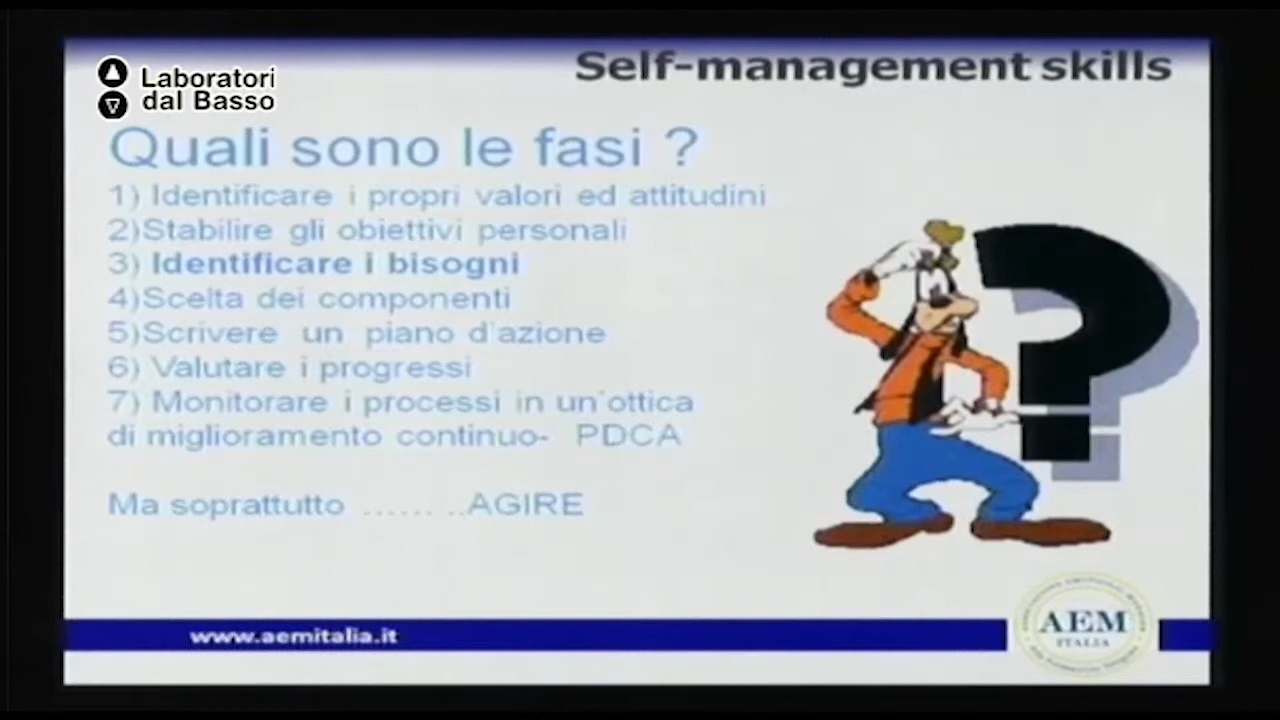 Laboratori
dal Basso
Self-management skills
Quali sono le fasi ?
1) Identificare i propri valori ed attitudini
2)Stabilire gli obiettivi personali
3) Identificare i bisogni
4)Scelta dei componenti
5)Scrivere un piano d'azione
6) Valutare i progressi
7) Monitorare i processi in un'ottica
di miglioramento continuo- PDCA
Ma soprattutto ...... ..AGIRE
www.aemitalia.it
AEM
ITALIA